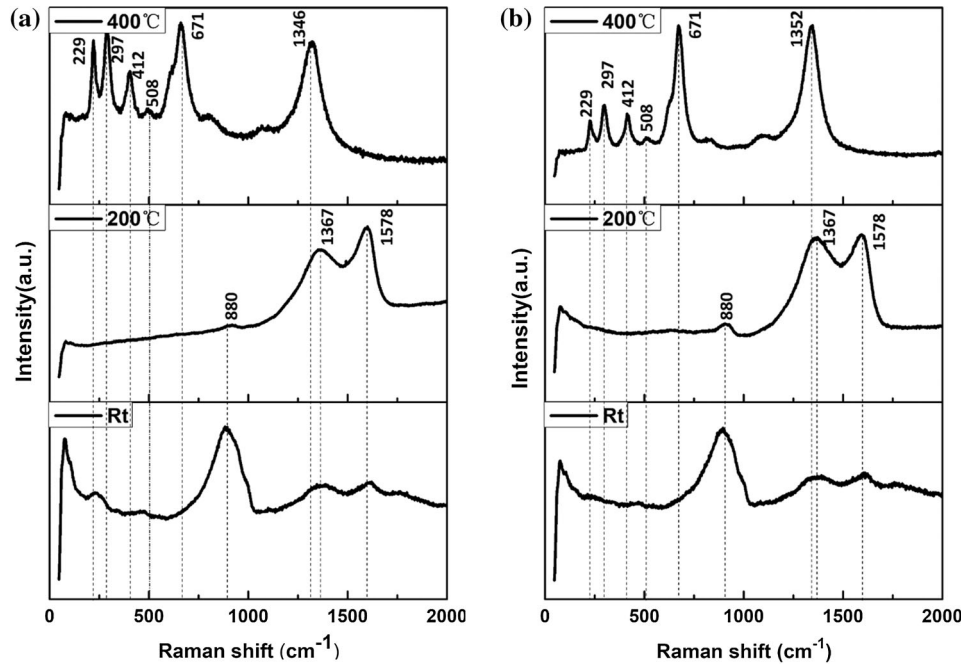 (a)
400℃
229
297
412
508
671
1346
200℃
880
1367
1578
Rt
Intensity(a.u.)
0 500 1000 1500 2000
Raman shift (cm-1)
(b)
400℃
229
297
412
508
671
1352
200℃
880
1367
1578
Rt
Intensity(a.u.)
0 500 1000 1500 2000
Raman shift (cm-1)